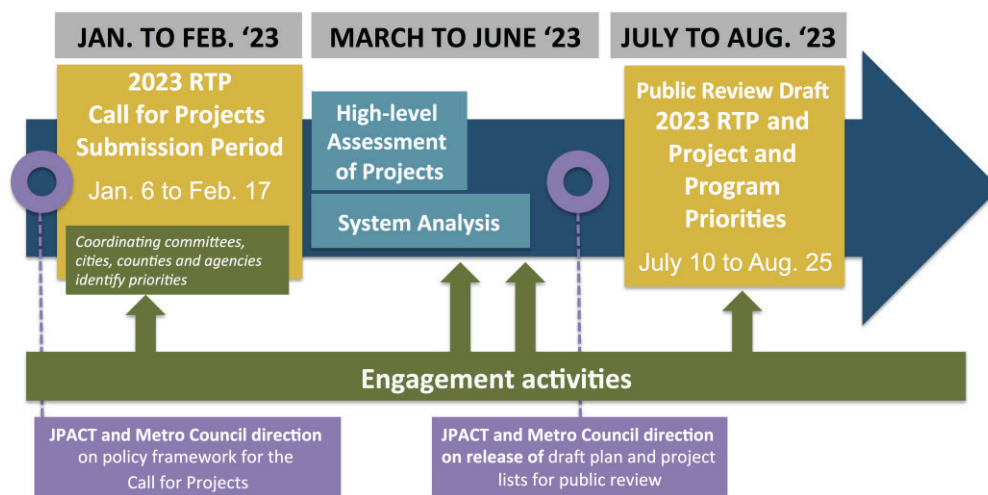 JAN. TO FEB. ‘23
MARCH TO JUNE ‘23
JULY TO AUG. ‘23
2023 RTP
Call for Projects
Submission Period
Jan. 6 to Feb. 17
Coordinating committees,
cities, counties and agencies
identify priorities
High-level
Assessment
of Projects
System Analysis
Public Review Draft
2023 RTP and
Project and
Program
Priorities
July 10 to Aug. 25
Engagement activities
JPACT and Metro Council direction
on policy framework for the
Call for Projects
JPACT and Metro Council direction
on release of draft plan and project
lists for public review